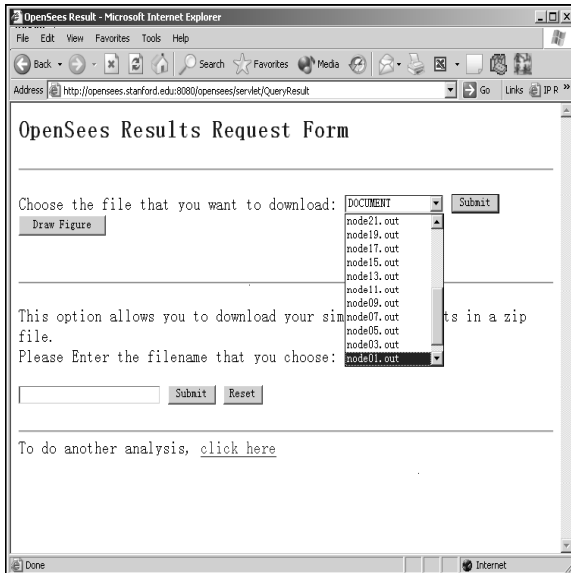 OpenSees Result - Microsoft Internet Explorer
File Edit View Favorites Tools Help
Back Search Favorites Media
Address http://opensees.stanford.edu:8080/opensees/servlet/QueryResult Go Links IP R »
OpenSees Results Request Form
Choose the file that you want to download: DOCUMENT Submit
Draw Figure
node21.out
node19.out
node17.out
node15.out
node13.out
node11.out
node09.out
node07.out
node05.out
node03.out
node01.out
This option allows you to download your sim ts in a zip
file.
Please Enter the filename that you choose:
Submit Reset
To do another analysis, click here
Done Internet